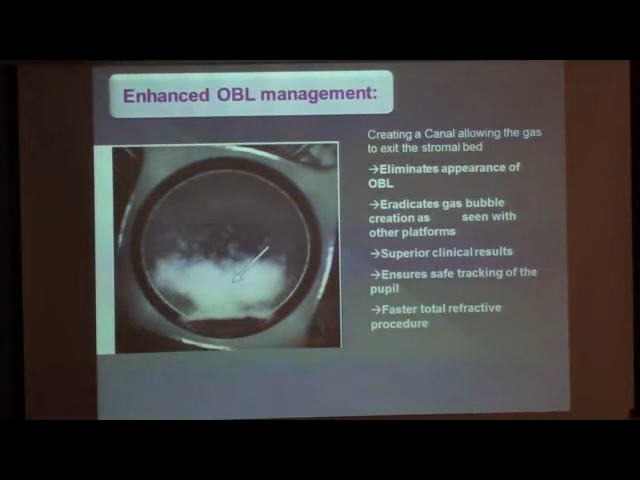 Enhanced OBL management:
Creating a Canal allowing the gas
to exit the stromal bed
→Eliminates appearance of
OBL
→Eradicates gas bubble
creation as seen with
other platforms
→Superior clinical results
→Ensures safe tracking of the
pupil
→Faster total refractive
procedure